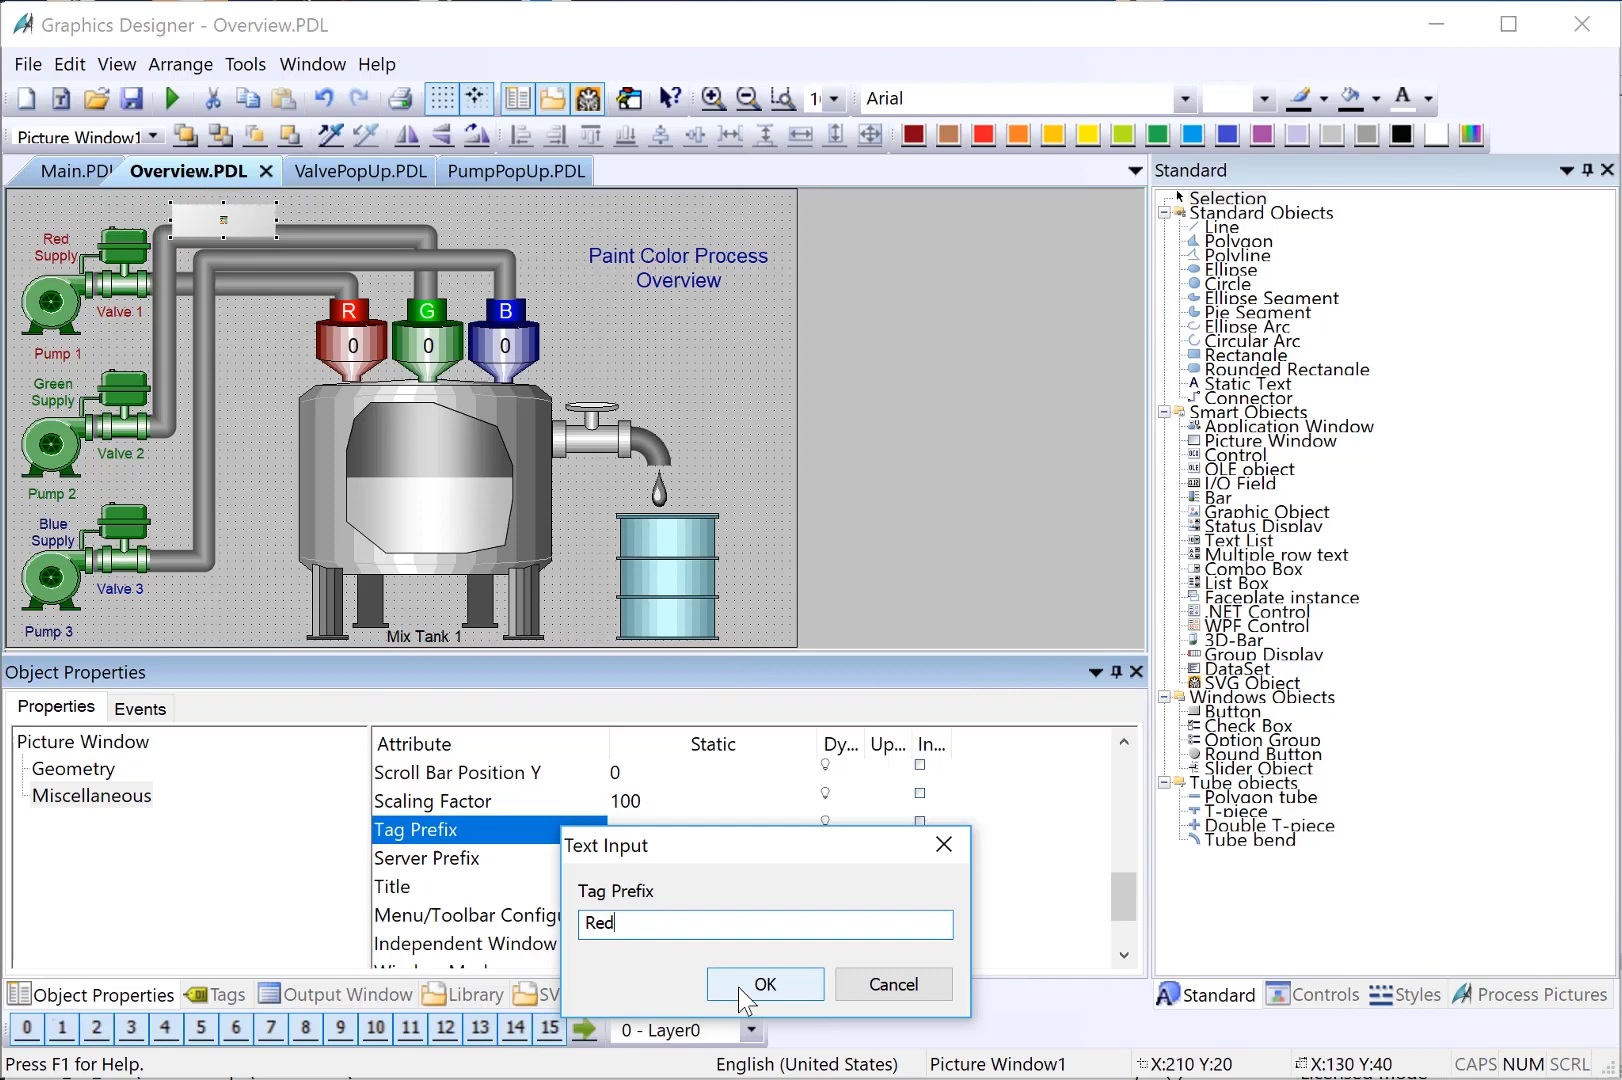 Graphics Designer - Overview.PDL
File Edit View Arrange Tools Window Help
Arial
Picture Window1
Main.PDL Overview.PDL ValvePopUp.PDL PumpPopUp.PDL
Red
Supply
Valve 1
Pump 1
Green
Supply
Valve 2
Pump 2
Blue
Supply
Valve 3
Pump 3
R G B
0 0 0
Mix Tank 1
Paint Color Process
Overview
Standard
Selection
Standard Objects
Line
Polygon
Polyline
Ellipse
Circle
Ellipse Segment
Pie Segment
Ellipse Arc
Circular Arc
Rectangle
Rounded Rectangle
Static Text
Connector
Smart Objects
Application Window
Picture Window
Control
OLE object
I/O Field
Bar
Graphic Object
Status Display
Text List
Multiple row text
Combo Box
List Box
Faceplate instance
.NET Control
WPF Control
3D-Bar
Group Display
DataSet
SVG Object
Windows Objects
Button
Check Box
Option Group
Round Button
Slider Object
Tube objects
Polygon tube
T-piece
Double T-piece
Tube bend
Standard Controls Styles Process Pictures
Object Properties
Properties Events
Picture Window
Geometry
Miscellaneous
Attribute Static Dy... Up... In...
Scroll Bar Position Y 0
Scaling Factor 100
Tag Prefix
Server Prefix
Title
Menu/Toolbar Configu
Independent Window
Text Input
Tag Prefix
Red
OK Cancel
Object Properties Tags Output Window Library SV
0 1 2 3 4 5 6 7 8 9 10 11 12 13 14 15 0 - Layer0
Press F1 for Help. English (United States) Picture Window1 X:210 Y:20 X:130 Y:40 CAPS NUM SCRL